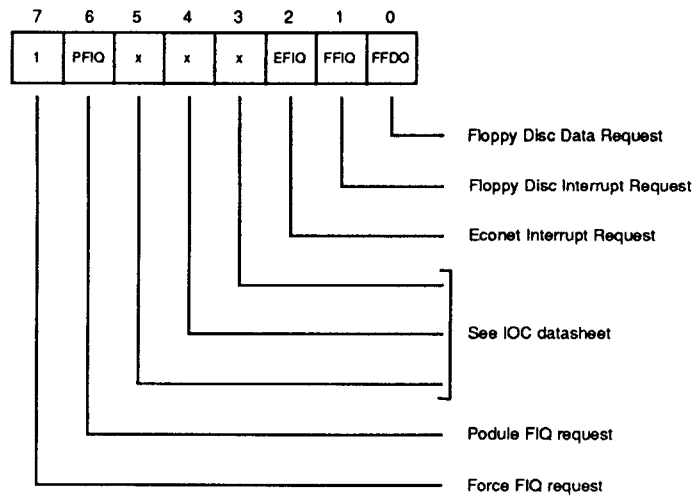 7 6 5 4 3 2 1 0
1 PFIQ x x x EFIQ FFIQ FFDQ
Floppy Disc Data Request
Floppy Disc Interrupt Request
Econet Interrupt Request
See IOC datasheet
Podule FIQ request
Force FIQ request